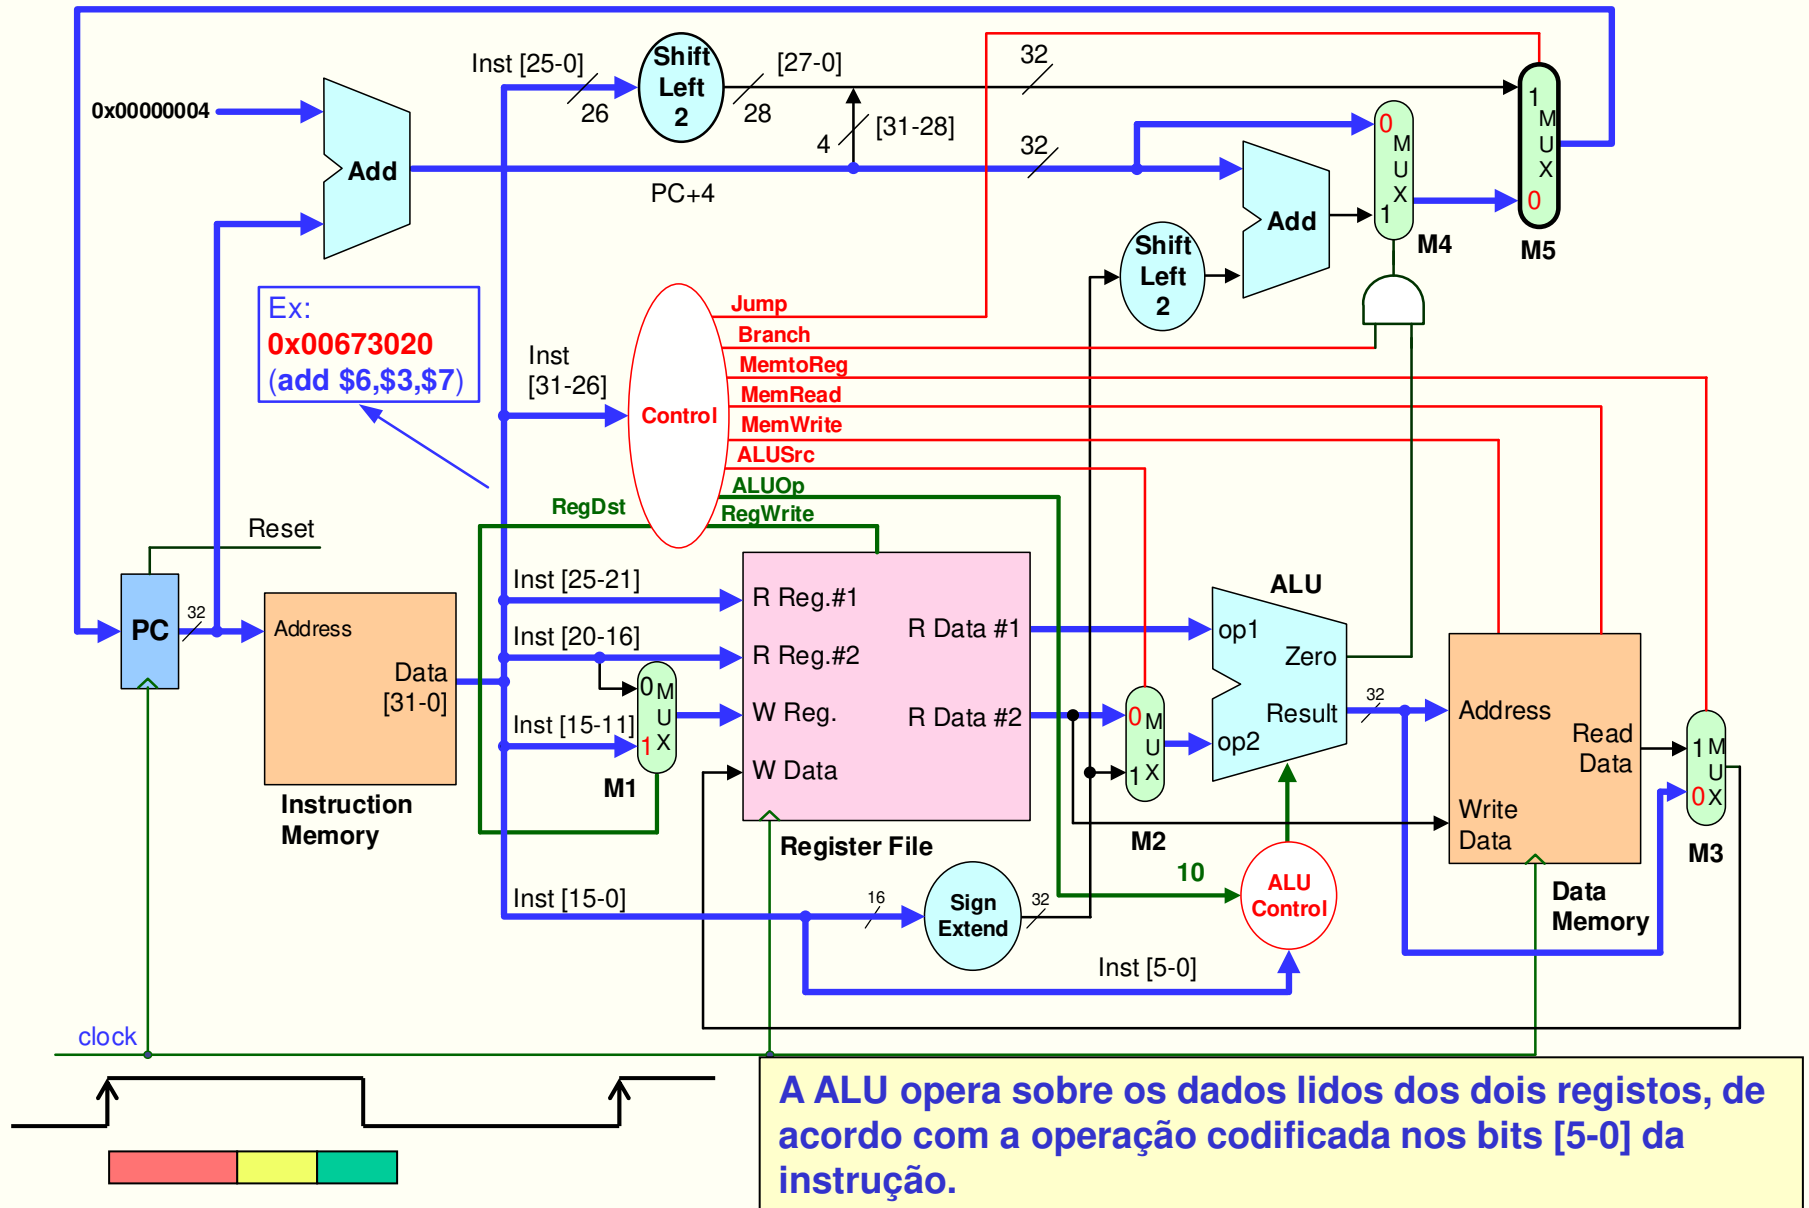 Inst [25-0]
26
Shift
Left
2
[27-0]
28
32
0x00000004
Add
4
[31-28]
PC+4
32
0
M
U
X
1
M4
1
M
U
X
0
M5
Add
Shift
Left
2
Ex:
0x00673020
(add $6,$3,$7)
Inst
[31-26]
Control
Jump
Branch
MemtoReg
MemRead
MemWrite
ALUSrc
ALUOp
RegDst
RegWrite
Reset
PC
32
Address
Data
[31-0]
Instruction
Memory
Inst [25-21]
Inst [20-16]
Inst [15-11]
0
M
U
1
X
M1
R Reg.#1
R Reg.#2
W Reg.
W Data
R Data #1
R Data #2
Register File
Inst [15-0]
16
Sign
Extend
32
0
M
U
1
X
M2
ALU
op1
Zero
Result
op2
32
10
ALU
Control
Inst [5-0]
Address
Read
Data
Write
Data
Data
Memory
1
M
U
0
X
M3
clock
A ALU opera sobre os dados lidos dos dois registos, de
acordo com a operação codificada nos bits [5-0] da
instrução.